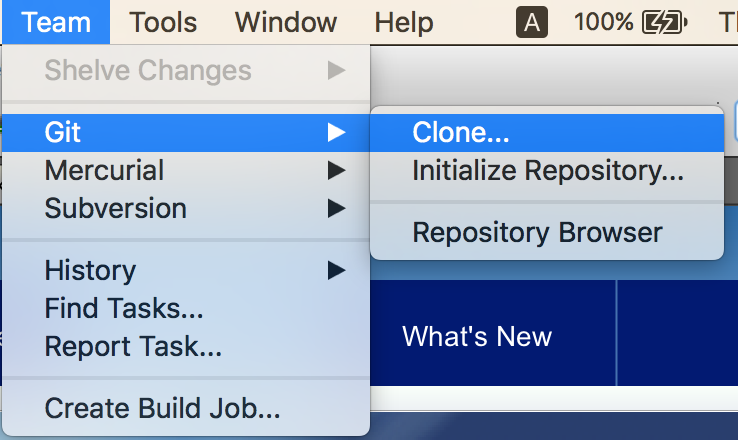 Team Tools Window Help A 100%
Shelve Changes
Git
Mercurial
Subversion
History
Find Tasks...
Report Task...
Create Build Job...
Clone...
Initialize Repository...
Repository Browser
What's New